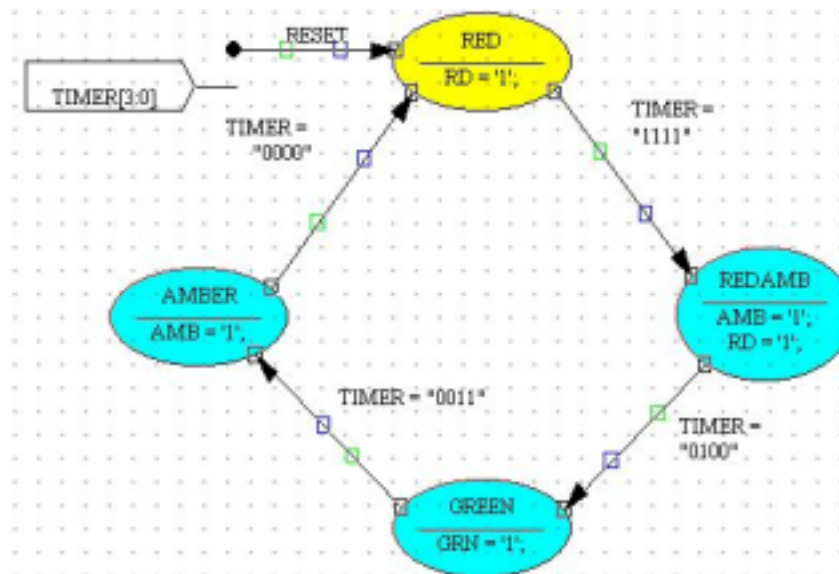 RESET
RED
RD = '1';
TIMER[3:0]
TIMER =
"0000"
TIMER =
"1111"
AMBER
AMB = '1';
REDAMB
AMB = '1';
RD = '1';
TIMER = "0011"
TIMER =
"0100"
GREEN
GRN = '1';